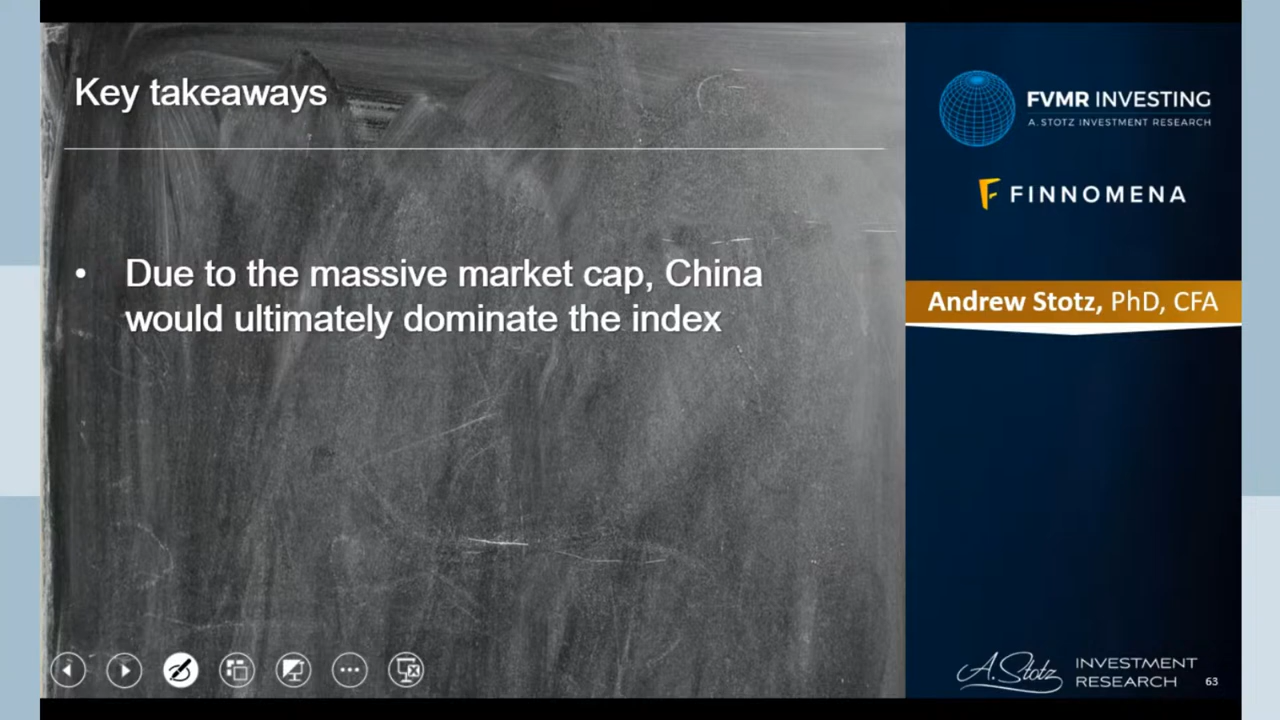 Key takeaways
• Due to the massive market cap, China
would ultimately dominate the index
FVMR INVESTING
A. STOTZ INVESTMENT RESEARCH
FINNOMENA
Andrew Stotz, PhD, CFA
A. Stotz
INVESTMENT
RESEARCH
63